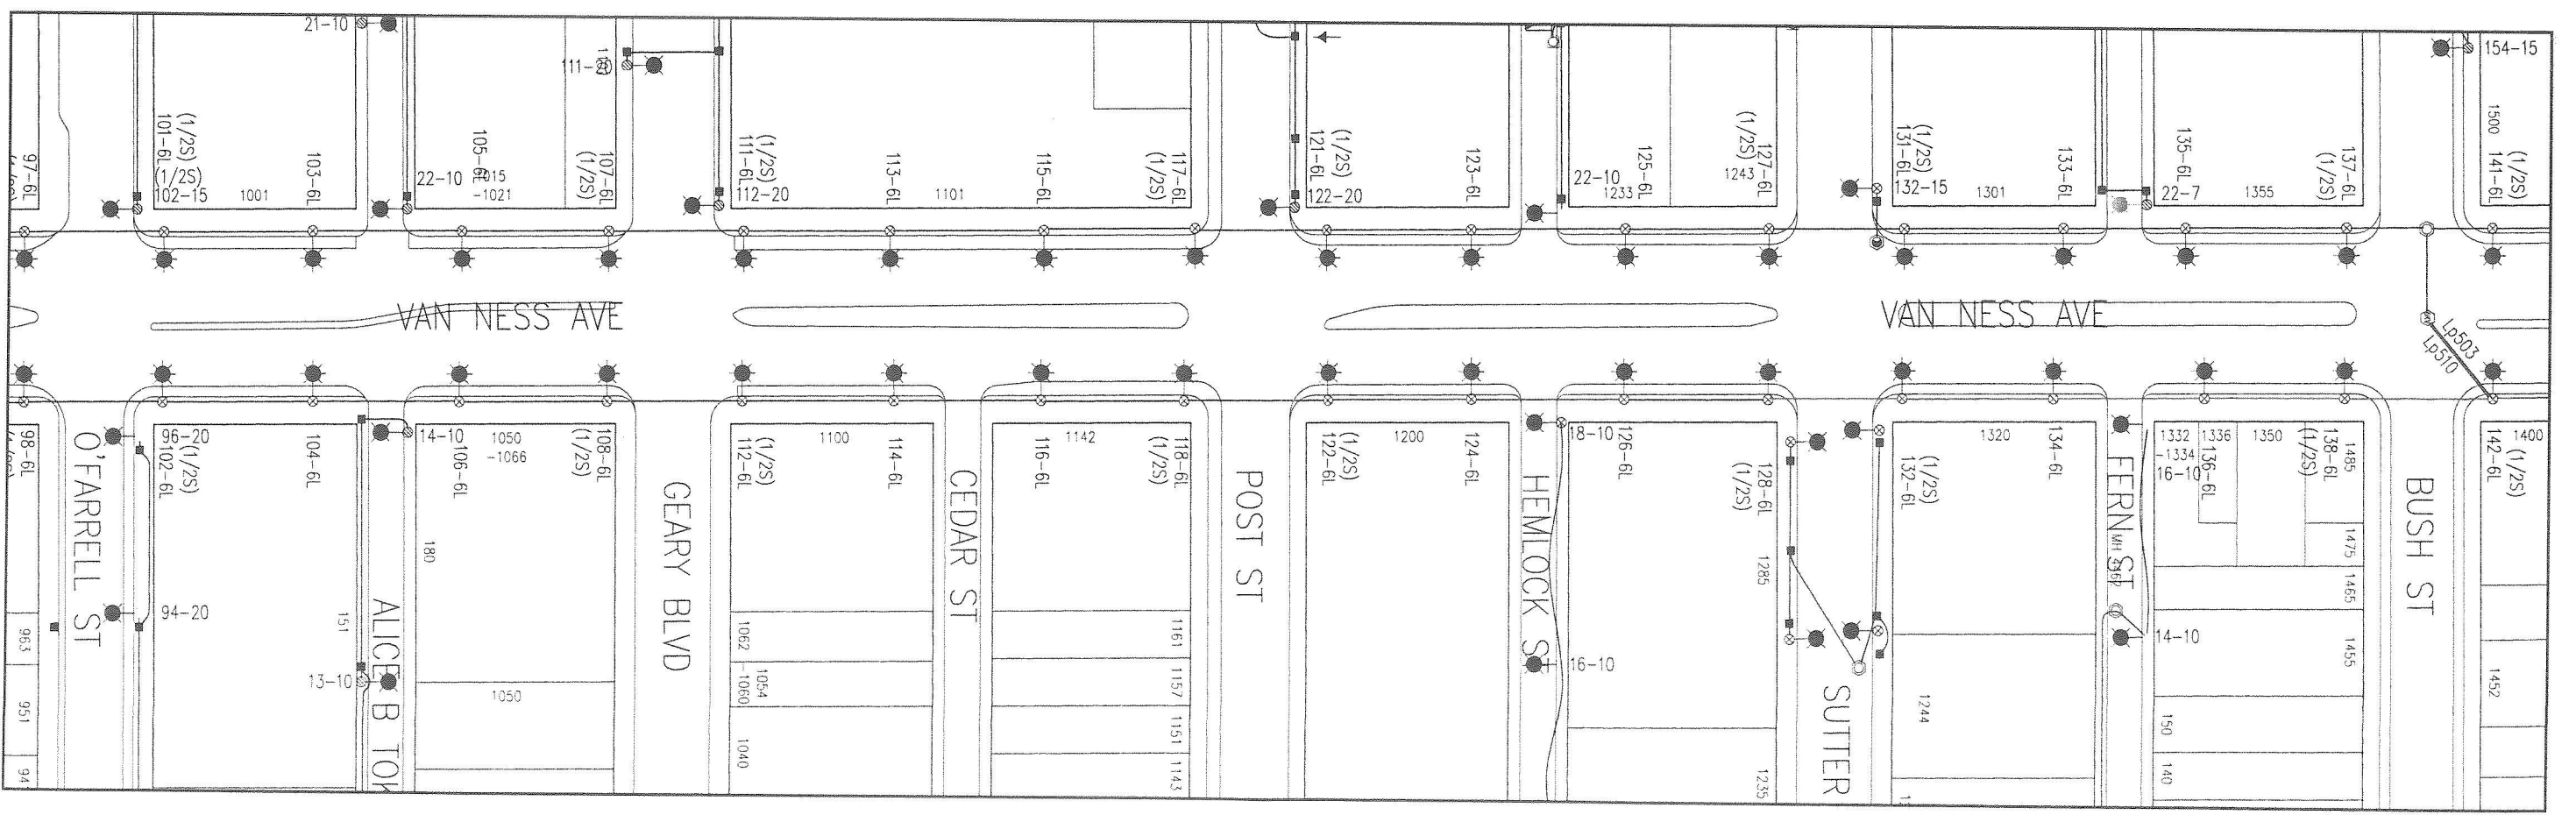 21-10
111-20
154-15
97-6L
(1/2S)
101-6L
(1/2S)
102-15
1001
103-6L
22-10
105-6L
1015
-1021
107-6L
(1/2S)
(1/2S)
111-6L
112-20
113-6L
1101
115-6L
117-6L
(1/2S)
(1/2S)
121-6L
122-20
123-6L
22-10
1233
125-6L
1243
127-6L
(1/2S)
(1/2S)
131-6L
132-15
1301
133-6L
135-6L
22-7
1355
137-6L
(1/2S)
1500
(1/2S)
141-6L
VAN NESS AVE
VAN NESS AVE
Lp503
Lp510
98-6L
O'FARRELL ST
96-20
(1/2S)
102-6L
104-6L
94-20
151
13-10
ALICE B TOK
14-10
1050
-1066
106-6L
108-6L
(1/2S)
180
1050
GEARY BLVD
(1/2S)
112-6L
1100
114-6L
1062
1054
-1060
1040
CEDAR ST
116-6L
1142
118-6L
(1/2S)
1161
1157
1151
1143
POST ST
(1/2S)
122-6L
1200
124-6L
HEMLOCK ST
18-10
126-6L
16-10
128-6L
(1/2S)
1285
1235
SUTTER
(1/2S)
132-6L
1320
134-6L
1244
FERN ST
MH
1332
-1334
16-10
1336
136-6L
1350
138-6L
(1/2S)
1485
1475
1465
1455
14-10
150
140
BUSH ST
142-6L
(1/2S)
1400
1452
963
951
94